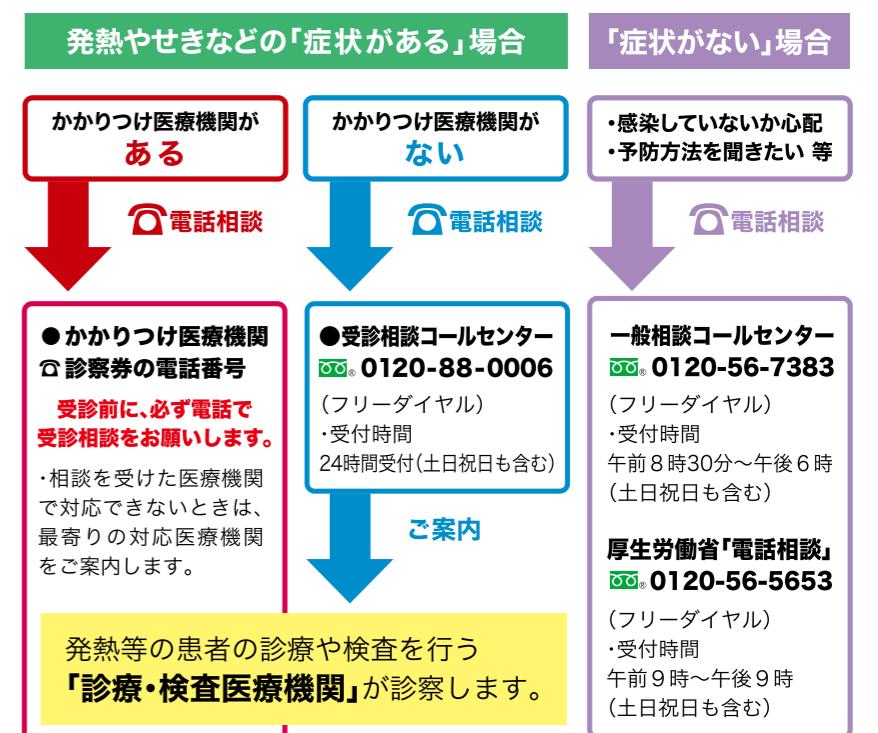 発熱やせきなどの「症状がある」場合
かかりつけ医療機関が
ある
電話相談
●かかりつけ医療機関
☎診察券の電話番号
受診前に、必ず電話で
受診相談をお願いします。
・相談を受けた医療機関
で対応できないときは、
最寄りの対応医療機関
をご案内します。
かかりつけ医療機関が
ない
電話相談
●受診相談コールセンター
® 0120-88-0006
（フリーダイヤル）
・受付時間
24時間受付（土日祝日も含む）
ご案内
発熱等の患者の診療や検査を行う
「診療・検査医療機関」が診察します。
「症状がない」場合
・感染していないか心配
・予防方法を聞きたい 等
電話相談
一般相談コールセンター
® 0120-56-7383
（フリーダイヤル）
・受付時間
午前８時30分〜午後６時
（土日祝日も含む）
厚生労働省「電話相談」
® 0120-56-5653
（フリーダイヤル）
・受付時間
午前９時〜午後９時
（土日祝日も含む）